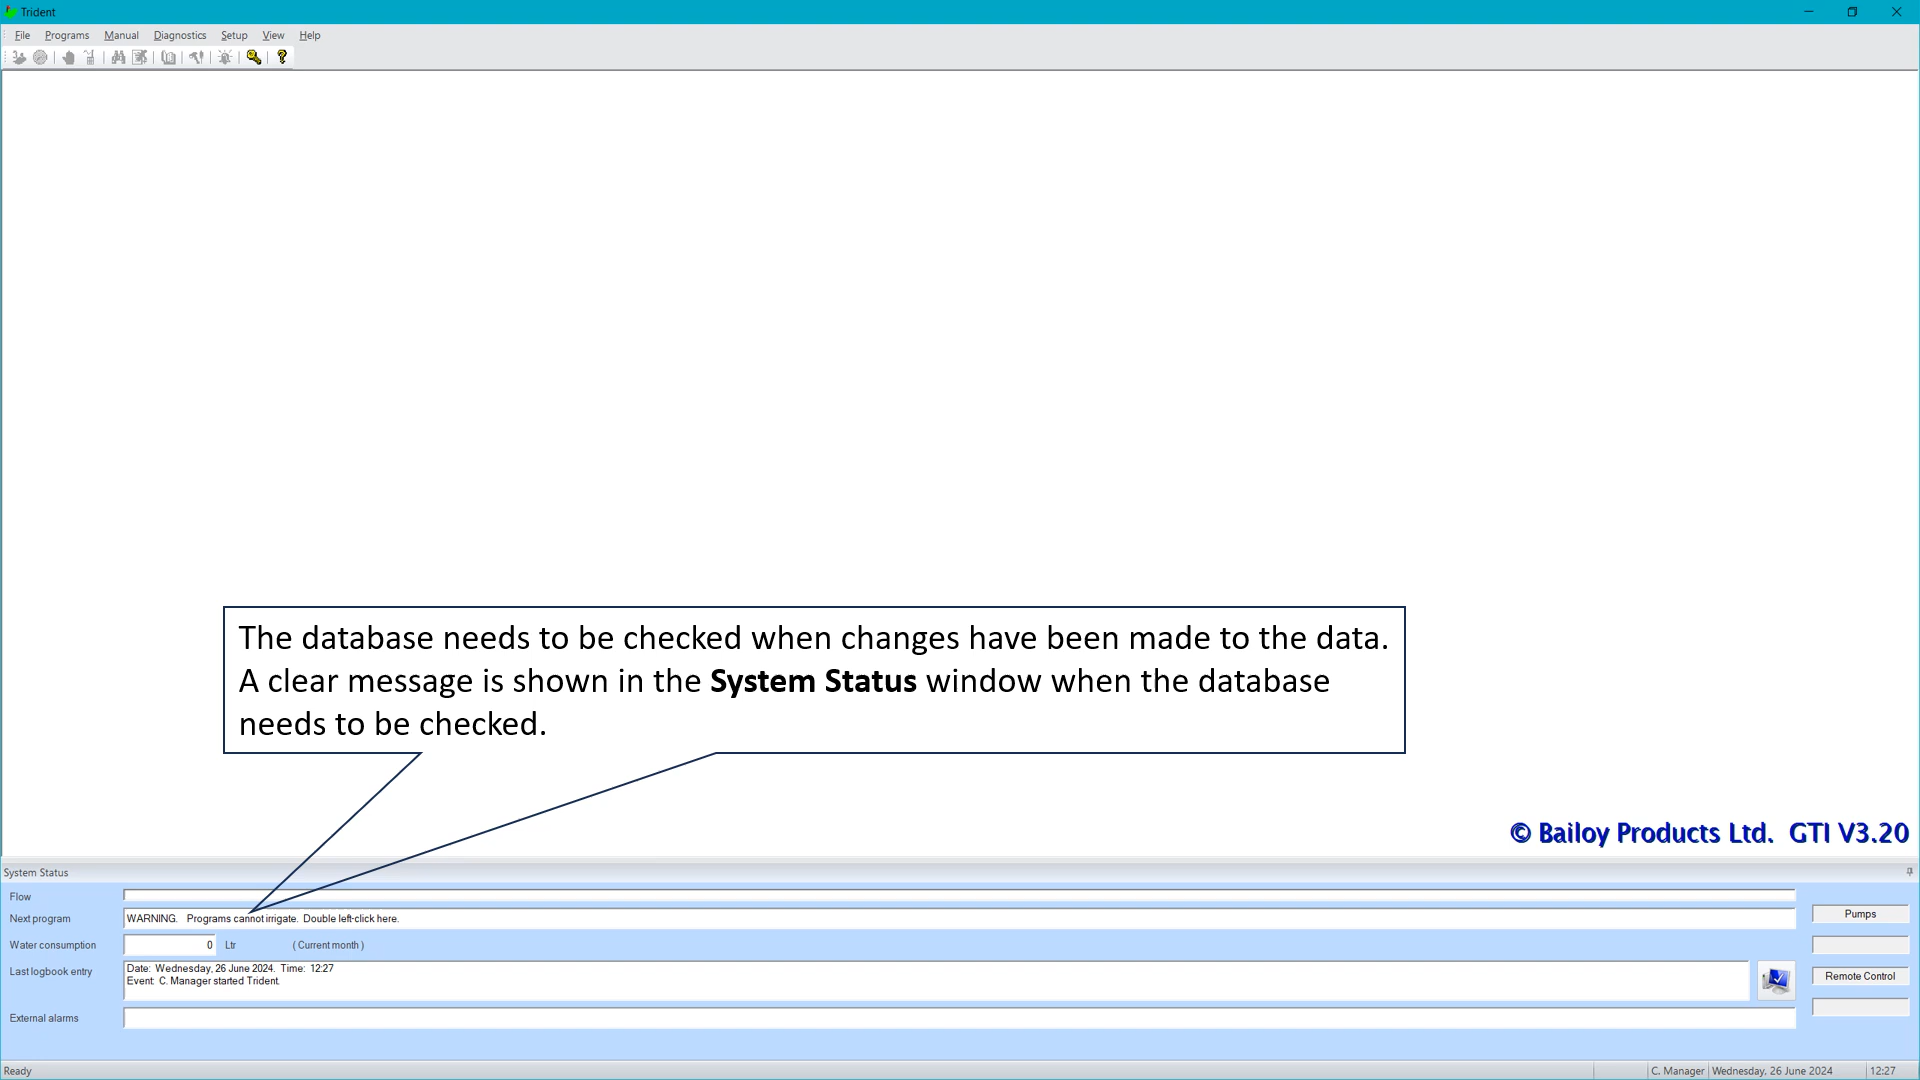 Trident
File Programs Manual Diagnostics Setup View Help
The database needs to be checked when changes have been made to the data.
A clear message is shown in the System Status window when the database
needs to be checked.
© Bailoy Products Ltd. GTI V3.20
System Status
Flow
Next program WARNING. Programs cannot irrigate. Double left-click here.
Pumps
Water consumption 0 Ltr ( Current month )
Last logbook entry Date: Wednesday, 26 June 2024. Time: 12:27
Event: C. Manager started Trident.
Remote Control
External alarms
Ready C. Manager Wednesday, 26 June 2024 12:27